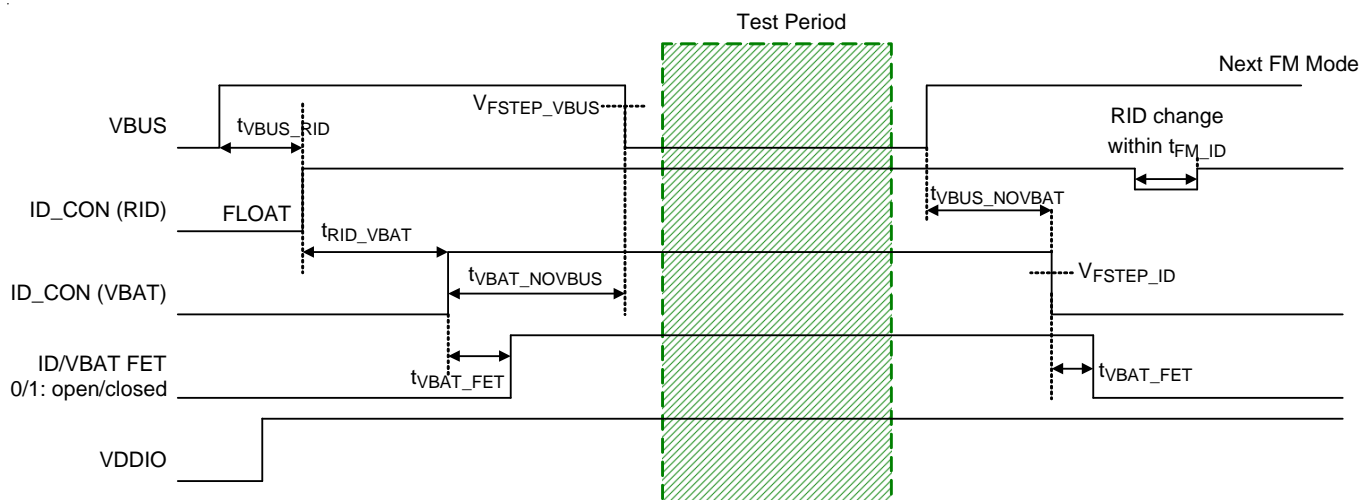 Test Period
Next FM Mode
VFSTEP_VBUS
VBUS
tVBUS_RID
RID change
within tFM_ID
ID_CON (RID)
FLOAT
tVBUS_NOVBAT
tRID_VBAT
tVBAT_NOVBUS
VFSTEP_ID
ID_CON (VBAT)
ID/VBAT FET
0/1: open/closed
tVBAT_FET
tVBAT_FET
VDDIO